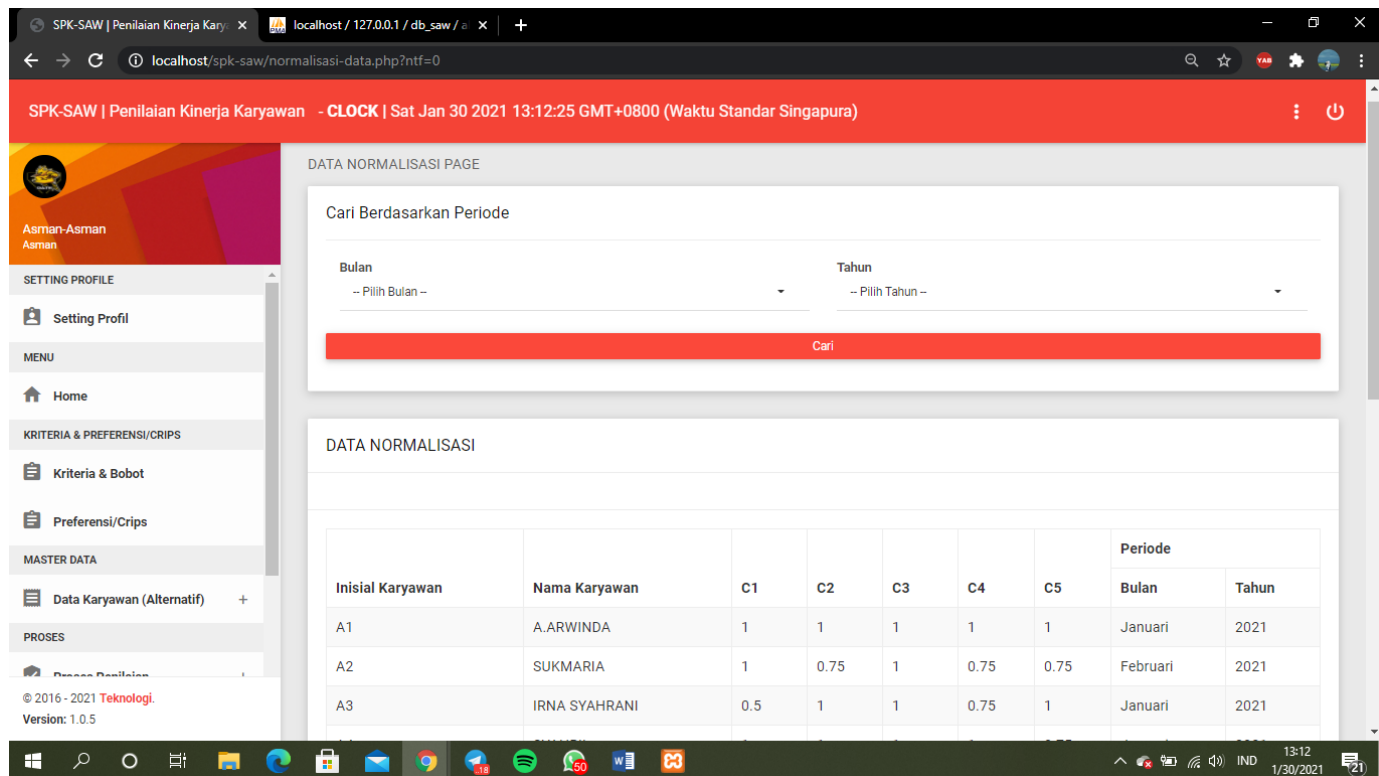 SPK-SAW | Penilaian Kinerja Kary
localhost / 127.0.0.1 / db_saw / a
localhost/spk-saw/normalisasi-data.php?ntf=0
YAB
SPK-SAW | Penilaian Kinerja Karyawan - CLOCK | Sat Jan 30 2021 13:12:25 GMT+0800 (Waktu Standar Singapura)
Asman-Asman
Asman
SETTING PROFILE
Setting Profil
MENU
Home
KRITERIA & PREFERENSI/CRIPS
Kriteria & Bobot
Preferensi/Crips
MASTER DATA
Data Karyawan (Alternatif) +
PROSES
Proses Penilaian
© 2016 - 2021 Teknologi.
Version: 1.0.5
DATA NORMALISASI PAGE
Cari Berdasarkan Periode
Bulan Tahun
-- Pilih Bulan -- -- Pilih Tahun --
Cari
DATA NORMALISASI
Periode
Inisial Karyawan Nama Karyawan C1 C2 C3 C4 C5 Bulan Tahun
A1 A.ARWINDA 1 1 1 1 1 Januari 2021
A2 SUKMARIA 1 0.75 1 0.75 0.75 Februari 2021
A3 IRNA SYAHRANI 0.5 1 1 0.75 1 Januari 2021
18
50
IND
13:12
1/30/2021
21